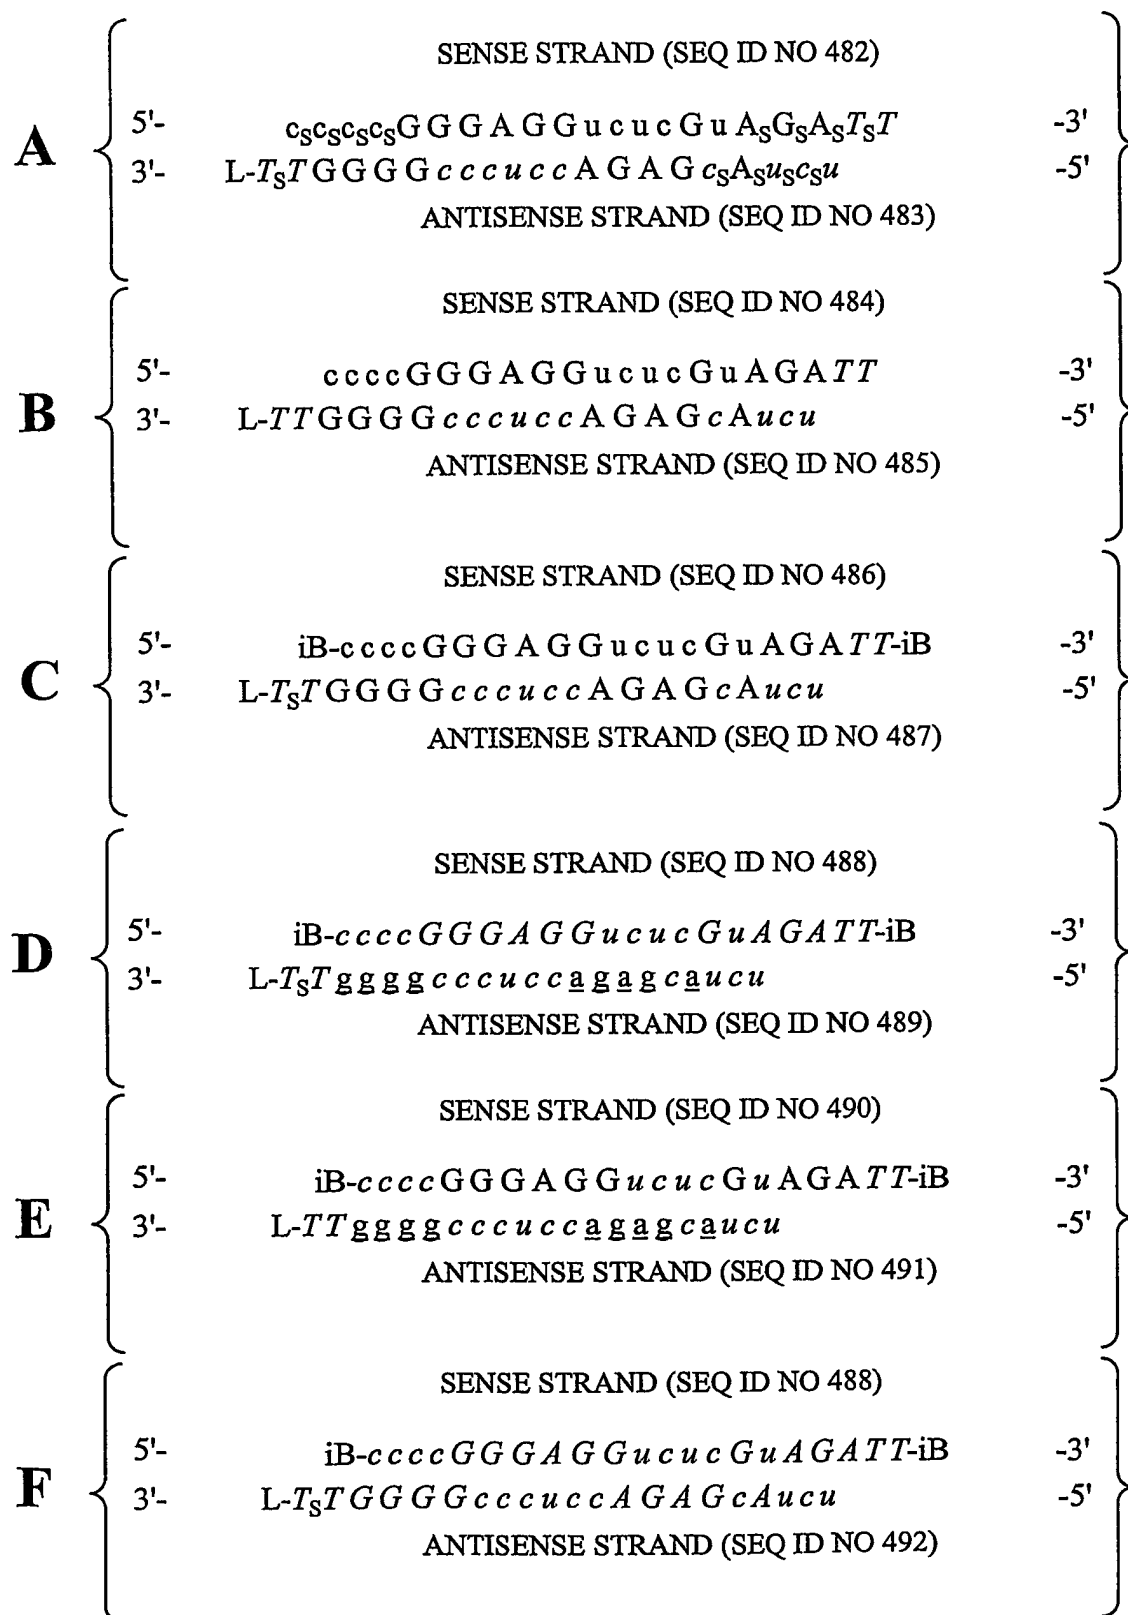 SENSE STRAND (SEQ ID NO 482)
A
5'- cScScScSGGGAGGucucGuASGSASTST -3'
3'- L-TSTGGGGcccuccAGAGcSASuScSu -5'
ANTISENSE STRAND (SEQ ID NO 483)
SENSE STRAND (SEQ ID NO 484)
B
5'- ccccGGGAGGucucGuAGATT -3'
3'- L-TTGGGGcccuccAGAGcAucu -5'
ANTISENSE STRAND (SEQ ID NO 485)
SENSE STRAND (SEQ ID NO 486)
C
5'- iB-ccccGGGAGGucucGuAGATT-iB -3'
3'- L-TSTGGGGcccuccAGAGcAucu -5'
ANTISENSE STRAND (SEQ ID NO 487)
SENSE STRAND (SEQ ID NO 488)
D
5'- iB-ccccGGGAGGucucGuAGATT-iB -3'
3'- L-TSTggggcccuccagagcaucu -5'
ANTISENSE STRAND (SEQ ID NO 489)
SENSE STRAND (SEQ ID NO 490)
E
5'- iB-ccccGGGAGGucucGuAGATT-iB -3'
3'- L-TTggggcccuccagagcaucu -5'
ANTISENSE STRAND (SEQ ID NO 491)
SENSE STRAND (SEQ ID NO 488)
F
5'- iB-ccccGGGAGGucucGuAGATT-iB -3'
3'- L-TSTGGGGcccuccAGAGcAucu -5'
ANTISENSE STRAND (SEQ ID NO 492)